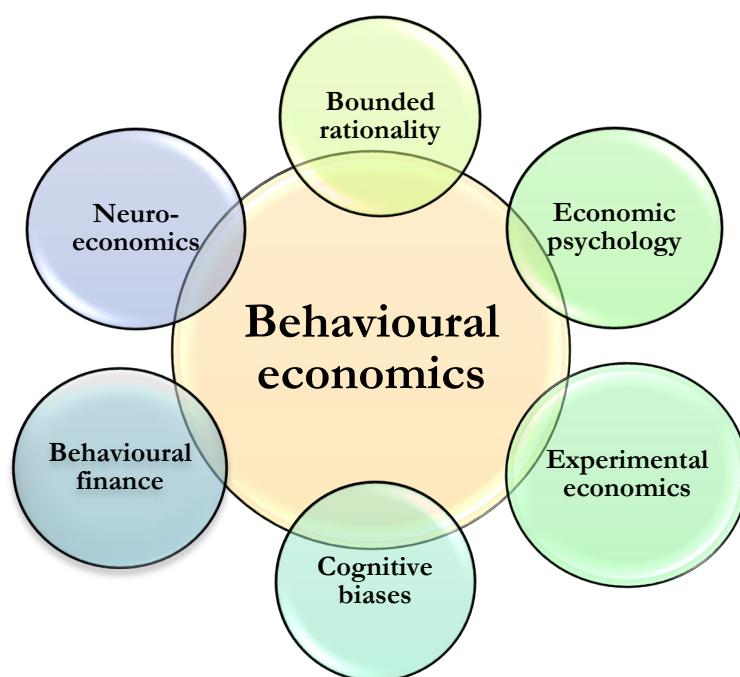 Bounded
rationality
Neuro-
economics
Economic
psychology
Behavioural
economics
Behavioural
finance
Experimental
economics
Cognitive
biases